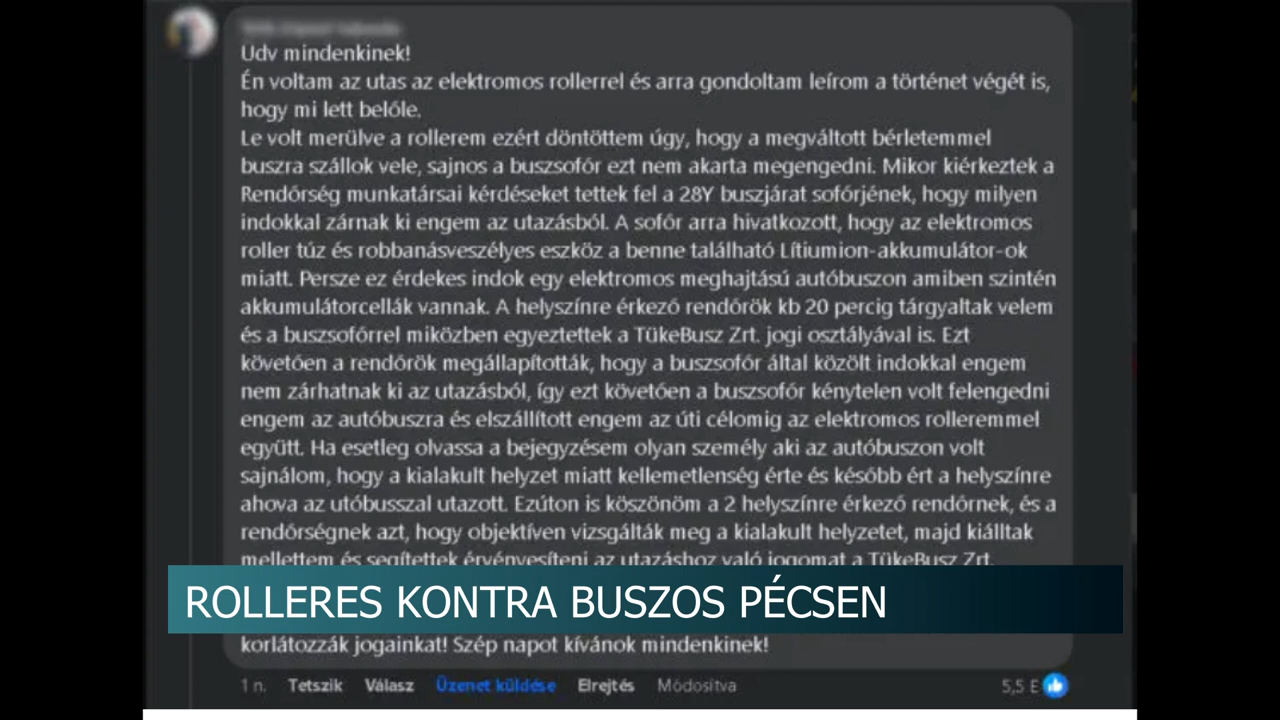 Udv mindenkinek!
Én voltam az utas az elektromos rollerrel és arra gondoltam leírom a történet végét is,
hogy mi lett belőle.
Le volt merülve a rollerem ezért döntöttem úgy, hogy a megváltott bérletemmel
buszra szállok vele, sajnos a buszsofőr ezt nem akarta megengedni. Mikor kiérkeztek a
Rendőrség munkatársai kérdéseket tettek fel a 28Y buszjárat sofőrjének, hogy milyen
indokkal zárnak ki engem az utazásból. A sofőr arra hivatkozott, hogy az elektromos
roller tűz és robbanásveszélyes eszköz a benne található Lítiumion-akkumulátor-ok
miatt. Persze ez érdekes indok egy elektromos meghajtású autóbuszon amiben szintén
akkumulátorcellák vannak. A helyszínre érkező rendőrök kb 20 percig tárgyaltak velem
és a buszsofőrrel miközben egyeztettek a TükeBusz Zrt. jogi osztályával is. Ezt
követően a rendőrök megállapították, hogy a buszsofőr által közölt indokkal engem
nem zárhatnak ki az utazásból, így ezt követően a buszsofőr kénytelen volt felengedni
engem az autóbuszra és elszállított engem az úti célomig az elektromos rolleremmel
együtt. Ha esetleg olvassa a bejegyzésem olyan személy aki az autóbuszon volt
sajnálom, hogy a kialakult helyzet miatt kellemetlenség érte és később ért a helyszínre
ahova az utóbusszal utazott. Ezúton is köszönöm a 2 helyszínre érkező rendőrnek, és a
rendőrségnek azt, hogy objektíven vizsgálták meg a kialakult helyzetet, majd kiálltak
mellettem és segítettek érvényesíteni az utazáshoz való jogomat a TükeBusz Zrt.
ROLLERES KONTRA BUSZOS PÉCSEN
korlátozzák jogainkat! Szép napot kívánok mindenkinek!
1 n. Tetszik Válasz Üzenet küldése Elrejtés Módosítva 5,5 E